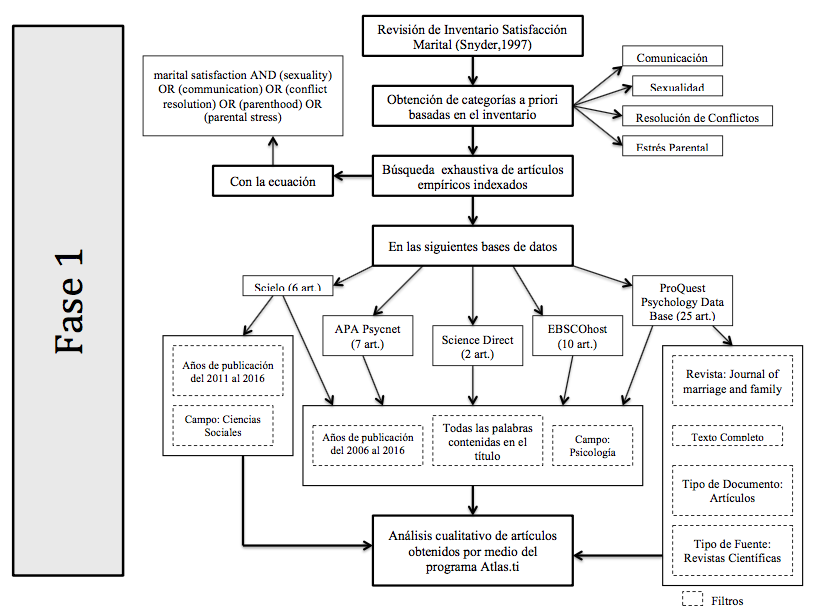 Fase 1
Revisión de Inventario Satisfacción
Marital (Snyder,1997)
marital satisfaction AND (sexuality)
OR (communication) OR (conflict
resolution) OR (parenthood) OR
(parental stress)
Obtención de categorías a priori
basadas en el inventario
Comunicación
Sexualidad
Resolución de Conflictos
Estrés Parental
Con la ecuación
Búsqueda exhaustiva de artículos
empíricos indexados
En las siguientes bases de datos
Scielo (6 art.)
APA Psycnet
(7 art.)
Science Direct
(2 art.)
EBSCOhost
(10 art.)
ProQuest
Psychology Data
Base (25 art.)
Años de publicación
del 2011 al 2016
Campo: Ciencias
Sociales
Años de publicación
del 2006 al 2016
Todas las palabras
contenidas en el
título
Campo:
Psicología
Revista: Journal of
marriage and family
Texto Completo
Tipo de Documento:
Artículos
Tipo de Fuente:
Revistas Científicas
Análisis cualitativo de artículos
obtenidos por medio del
programa Atlas.ti
Filtros